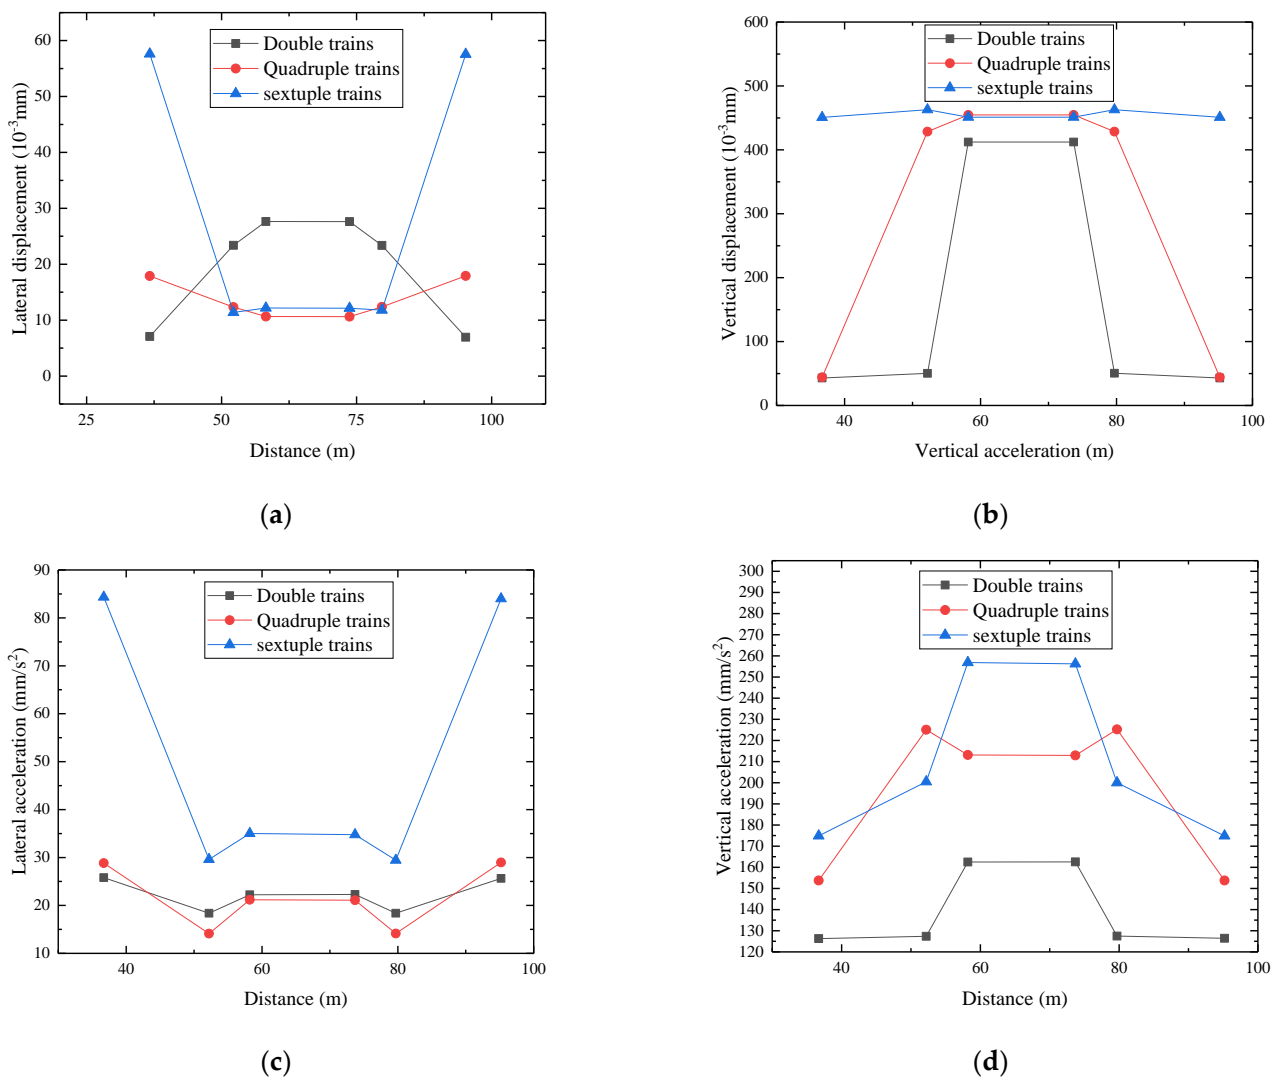 60
50
40
30
20
10
0
Lateral displacement (10⁻³mm)
Double trains
Quadruple trains
sextuple trains
25
50
75
100
Distance (m)
(a)
600
500
400
300
200
100
0
Vertical displacement (10⁻³mm)
Double trains
Quadruple trains
sextuple trains
40
60
80
100
Vertical acceleration (m)
(b)
90
80
70
60
50
40
30
20
10
Lateral acceleration (mm/s²)
Double trains
Quadruple trains
sextuple trains
40
60
80
100
Distance (m)
(c)
300
290
280
270
260
250
240
230
220
210
200
190
180
170
160
150
140
130
120
Vertical acceleration (mm/s²)
Double trains
Quadruple trains
sextuple trains
40
60
80
100
Distance (m)
(d)